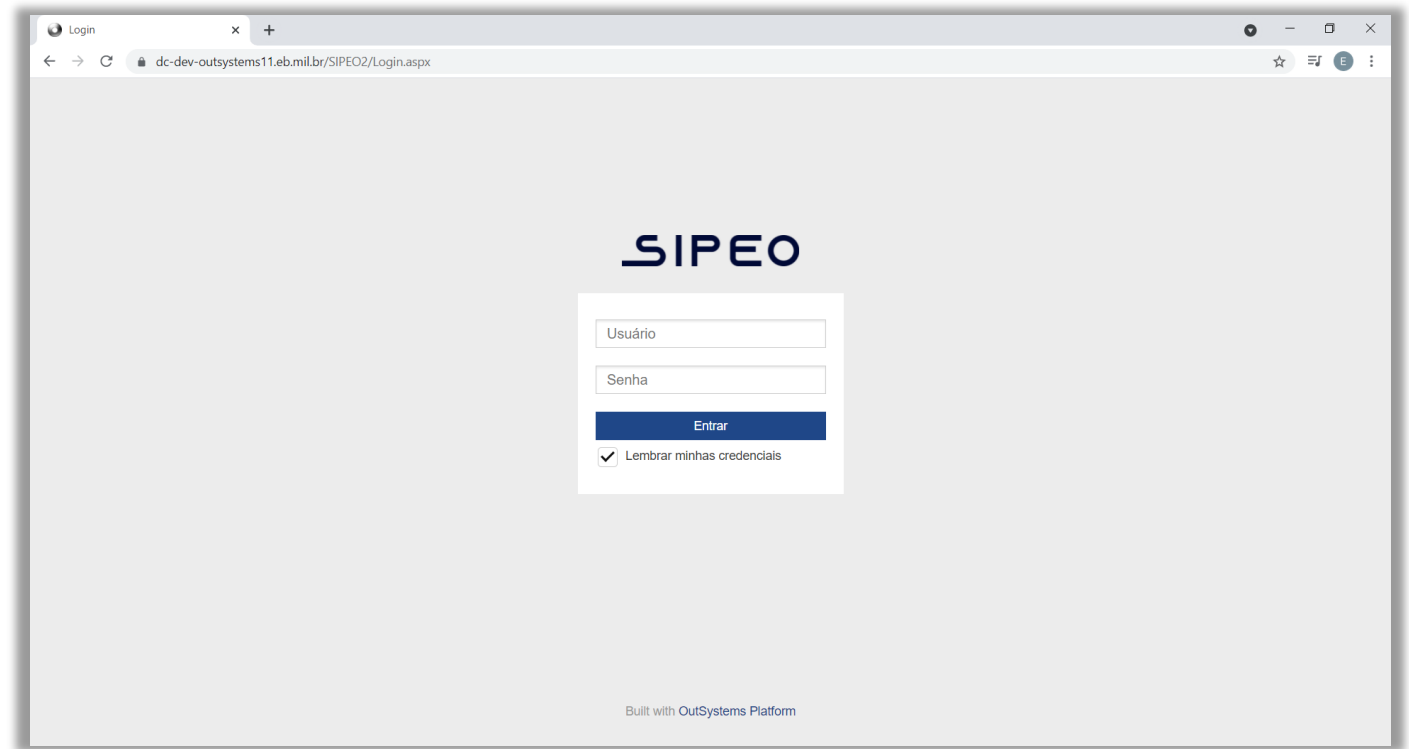 Login
dc-dev-outsystems11.eb.mil.br/SIPEO2/Login.aspx
E
SIPEO
Usuário
Senha
Entrar
Lembrar minhas credenciais
Built with OutSystems Platform